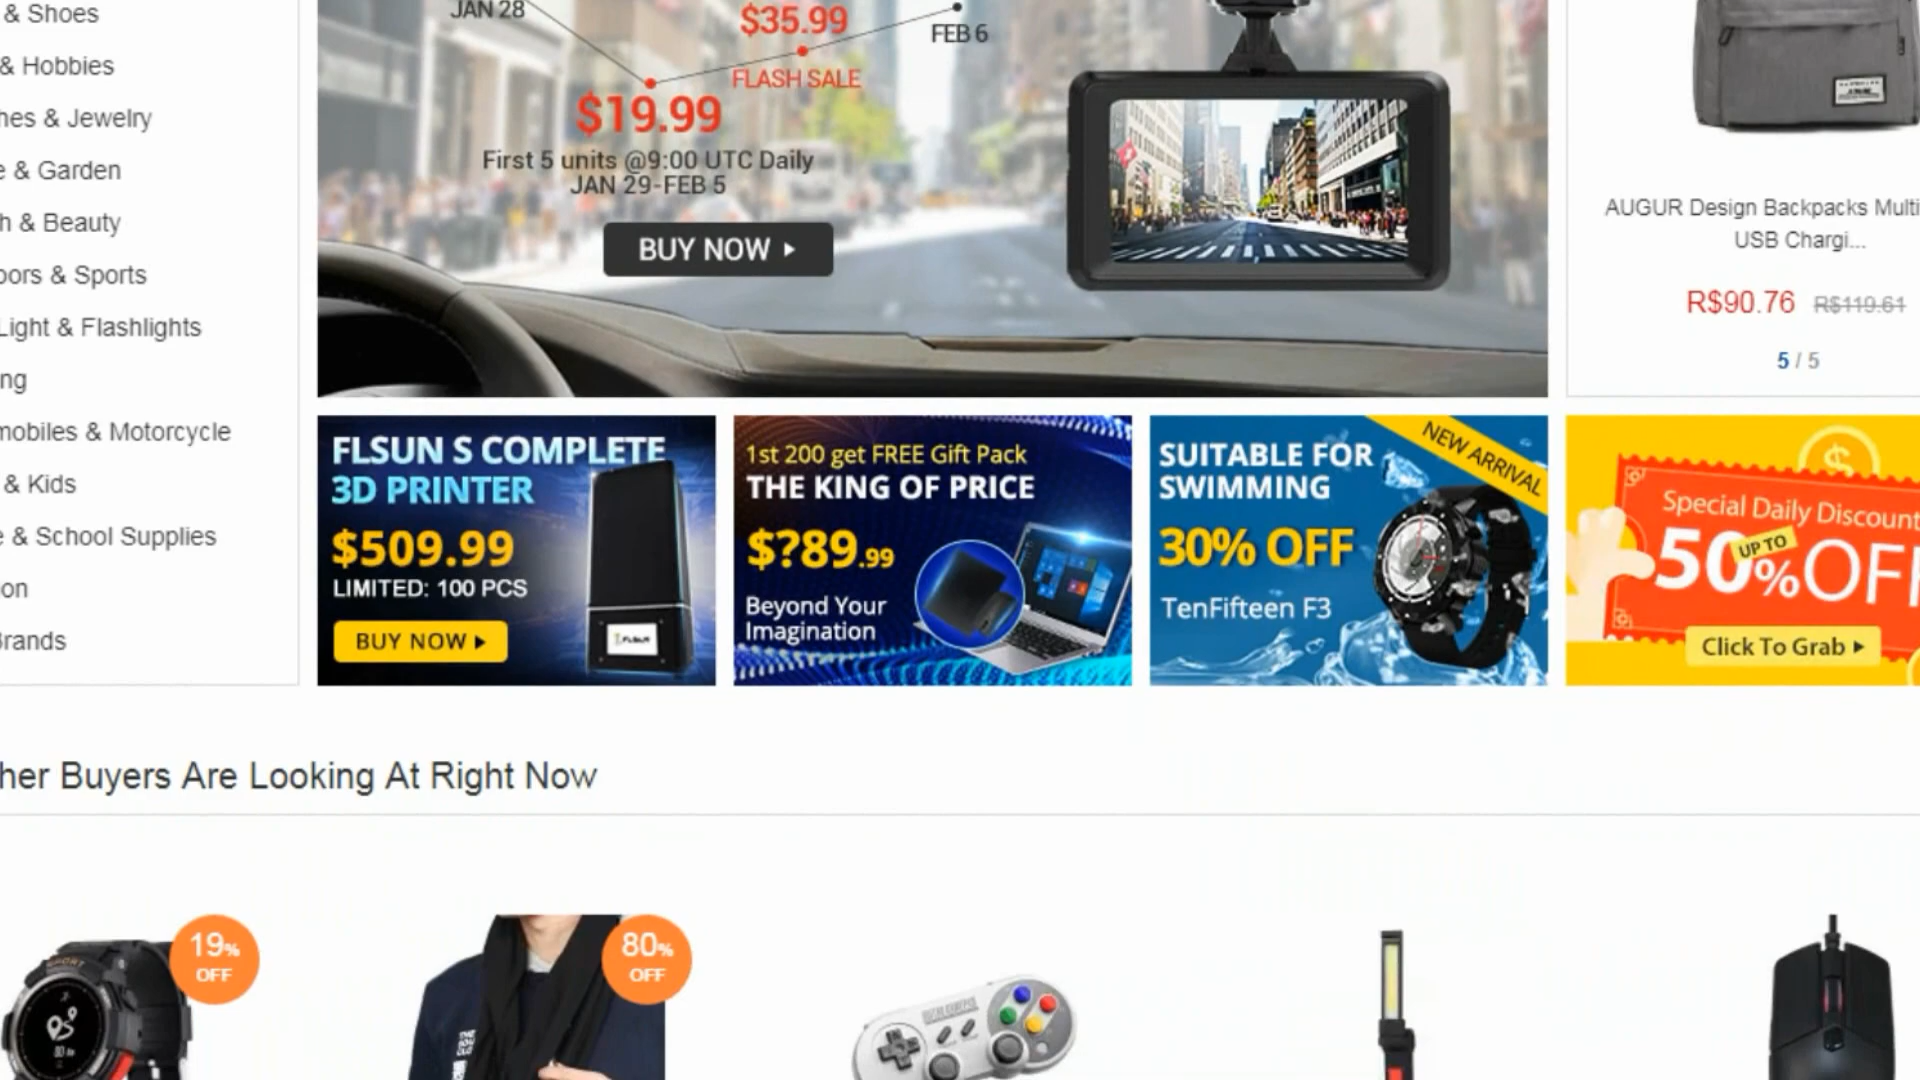 & Shoes
& Hobbies
hes & Jewelry
e & Garden
h & Beauty
oors & Sports
Light & Flashlights
ng
mobiles & Motorcycle
& Kids
e & School Supplies
on
Brands
JAN 28
$35.99
FEB 6
FLASH SALE
$19.99
First 5 units @9:00 UTC Daily
JAN 29-FEB 5
BUY NOW
AUGUR Design Backpacks Multi
USB Chargi...
R$90.76 R$119.61
5 / 5
FLSUN S COMPLETE
3D PRINTER
$509.99
LIMITED: 100 PCS
BUY NOW
FLSUN
1st 200 get FREE Gift Pack
THE KING OF PRICE
$?89.99
Beyond Your
Imagination
NEW ARRIVAL
SUITABLE FOR
SWIMMING
30% OFF
TenFifteen F3
Special Daily Discount
UP TO
50%OFF
Click To Grab
her Buyers Are Looking At Right Now
19% OFF
80% OFF
SPORT